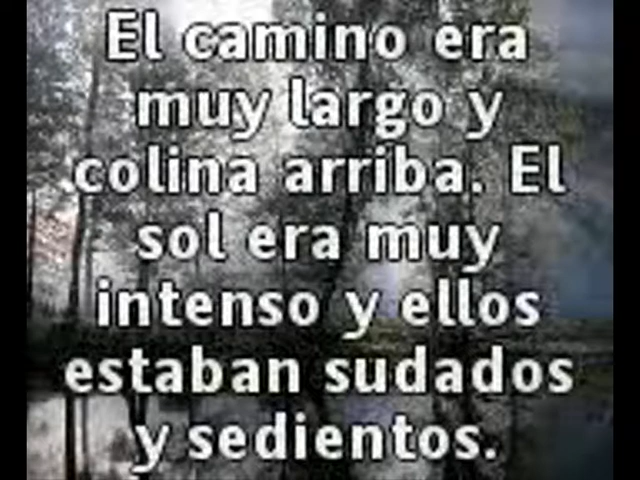 El camino era
muy largo y
colina arriba. El
sol era muy
intenso y ellos
estaban sudados
y sedientos.